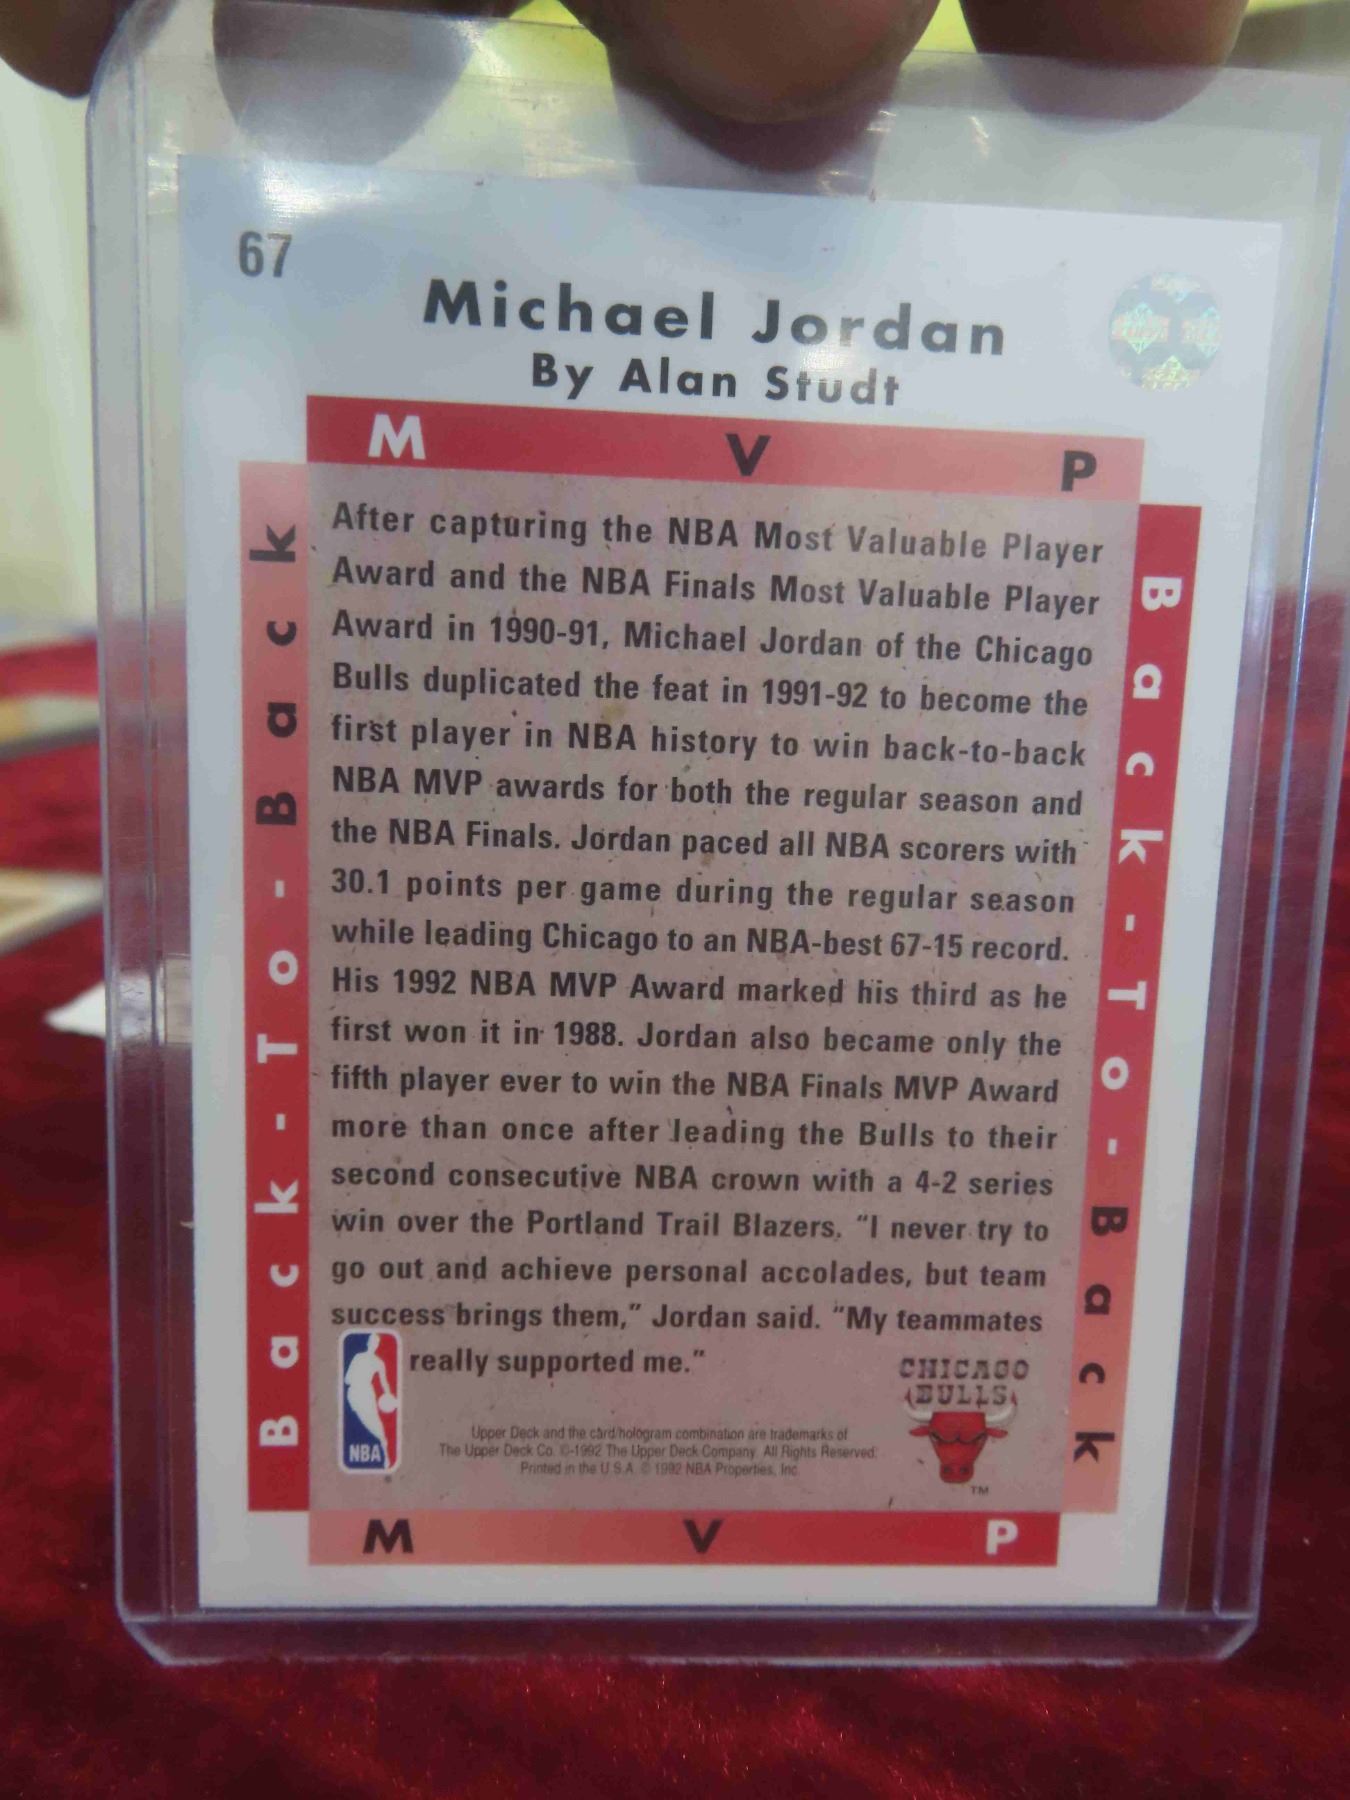 67
Michael Jordan
By Alan Studt
M V P
Back-To-Back
Back-To-Back
After capturing the NBA Most Valuable Player
Award and the NBA Finals Most Valuable Player
Award in 1990-91, Michael Jordan of the Chicago
Bulls duplicated the feat in 1991-92 to become the
first player in NBA history to win back-to-back
NBA MVP awards for both the regular season and
the NBA Finals. Jordan paced all NBA scorers with
30.1 points per game during the regular season
while leading Chicago to an NBA-best 67-15 record.
His 1992 NBA MVP Award marked his third as he
first won it in 1988. Jordan also became only the
fifth player ever to win the NBA Finals MVP Award
more than once after leading the Bulls to their
second consecutive NBA crown with a 4-2 series
win over the Portland Trail Blazers. “I never try to
go out and achieve personal accolades, but team
success brings them,” Jordan said. “My teammates
really supported me.”
CHICAGO
BULLS
NBA
Upper Deck and the card/hologram combination are trademarks of
The Upper Deck Co. ©1992 The Upper Deck Company. All Rights Reserved.
Printed in the U.S.A. © 1992 NBA Properties, Inc.
TM
M V P